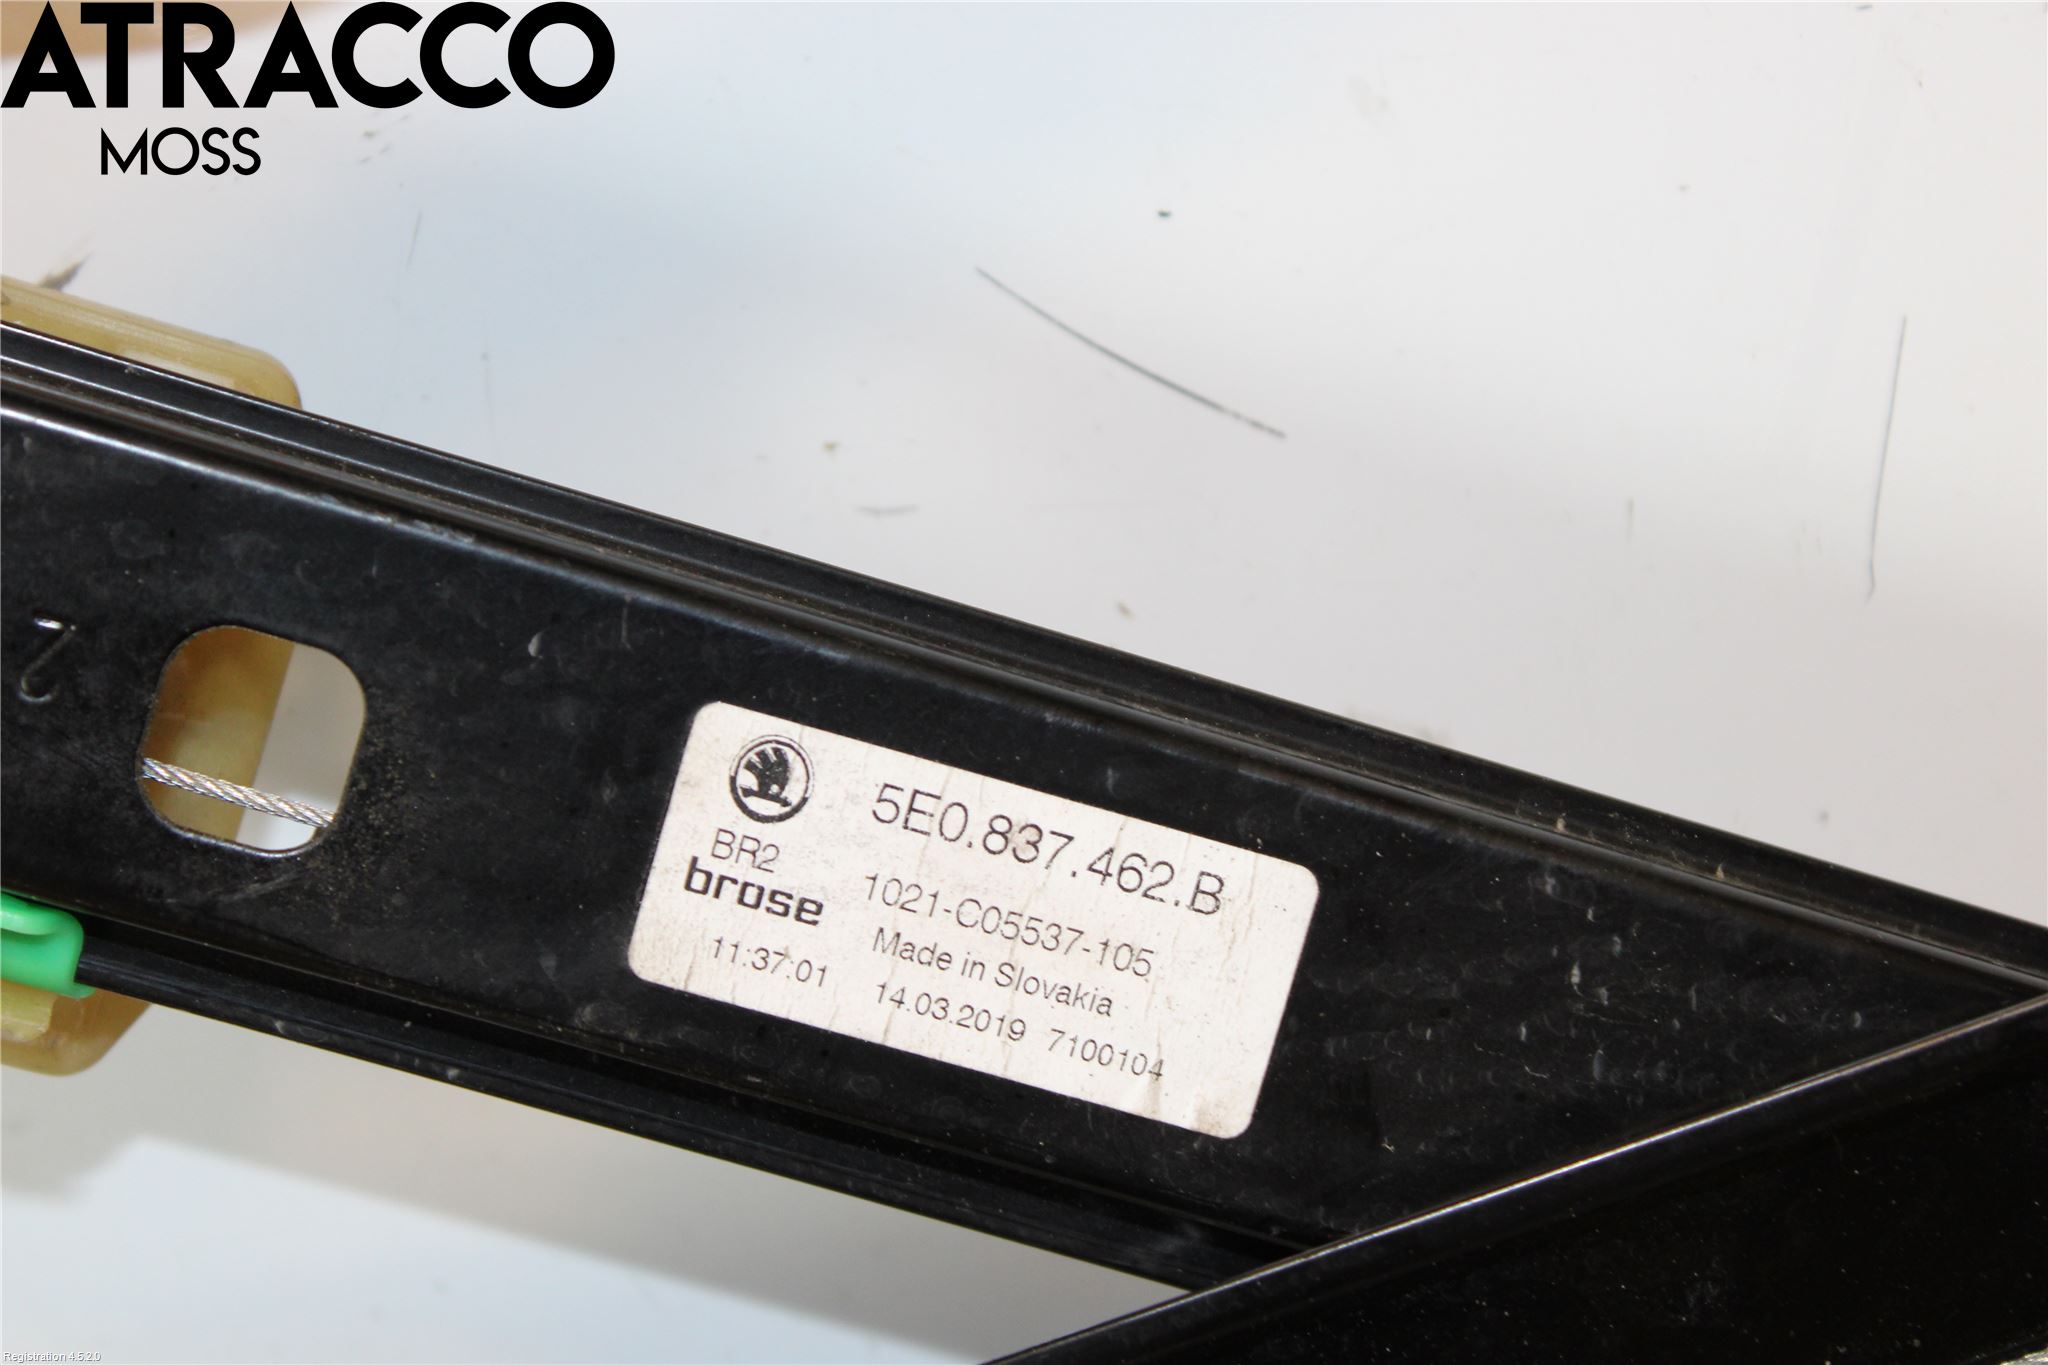 ATRACCO
MOSS
2
5E0.837.462.B
BR2
brose
1021-C05537-105
Made in Slovakia
11:37:01
14.03.2019 7100104
Registration 4.5.2.0